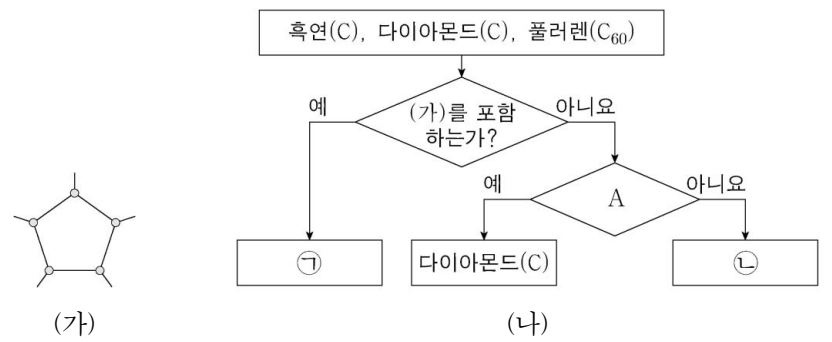 흑연(C), 다이아몬드(C), 풀러렌(C₆₀)
(가)를 포함
하는가?
예
아니요
A
예
아니요
㉠
다이아몬드(C)
㉡
(가)
(나)